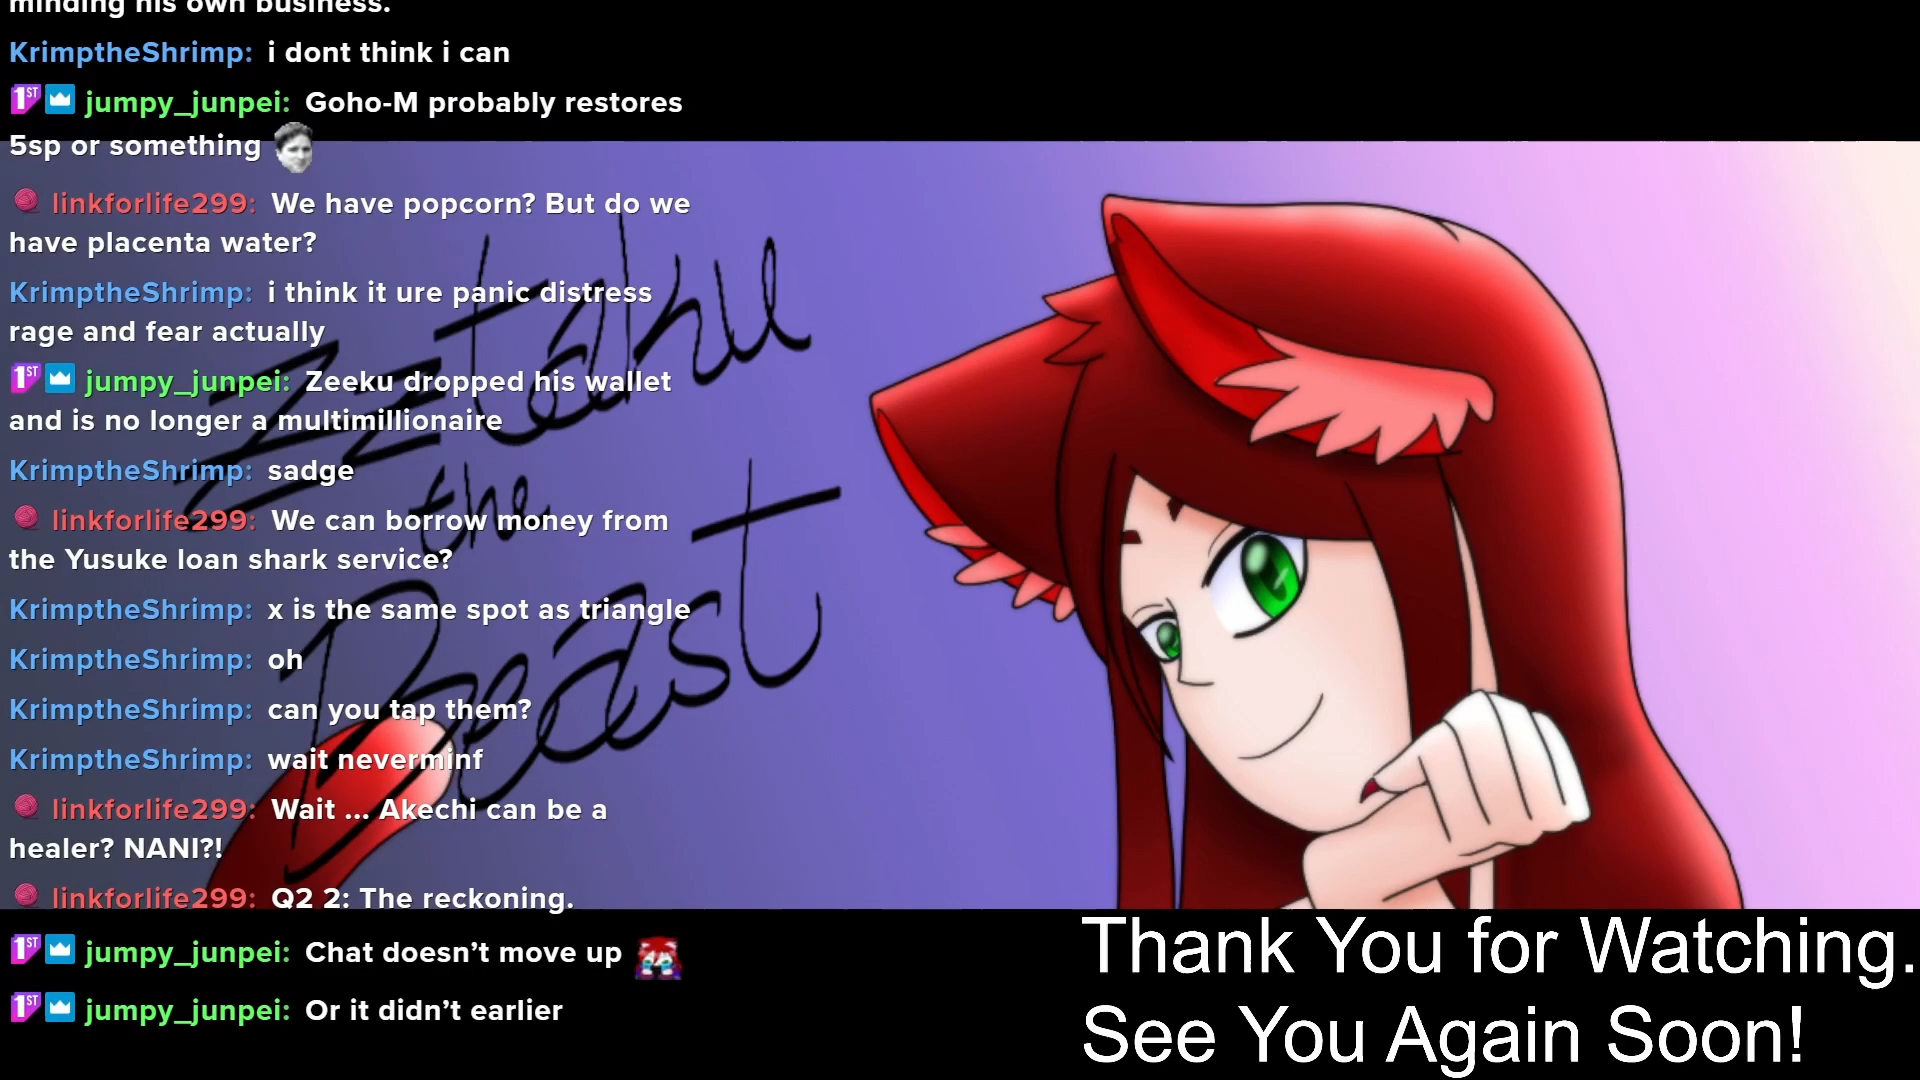 minding his own business.
KrimptheShrimp: i dont think i can
1ST jumpy_junpei: Goho-M probably restores
5sp or something
linkforlife299: We have popcorn? But do we
have placenta water?
KrimptheShrimp: i think it ure panic distress
rage and fear actually
1ST jumpy_junpei: Zeeku dropped his wallet
and is no longer a multimillionaire
KrimptheShrimp: sadge
linkforlife299: We can borrow money from
the Yusuke loan shark service?
KrimptheShrimp: x is the same spot as triangle
KrimptheShrimp: oh
KrimptheShrimp: can you tap them?
KrimptheShrimp: wait neverminf
linkforlife299: Wait ... Akechi can be a
healer? NANI?!
linkforlife299: Q2 2: The reckoning.
1ST jumpy_junpei: Chat doesn't move up
1ST jumpy_junpei: Or it didn't earlier
the
Beast
Thank You for Watching.
See You Again Soon!